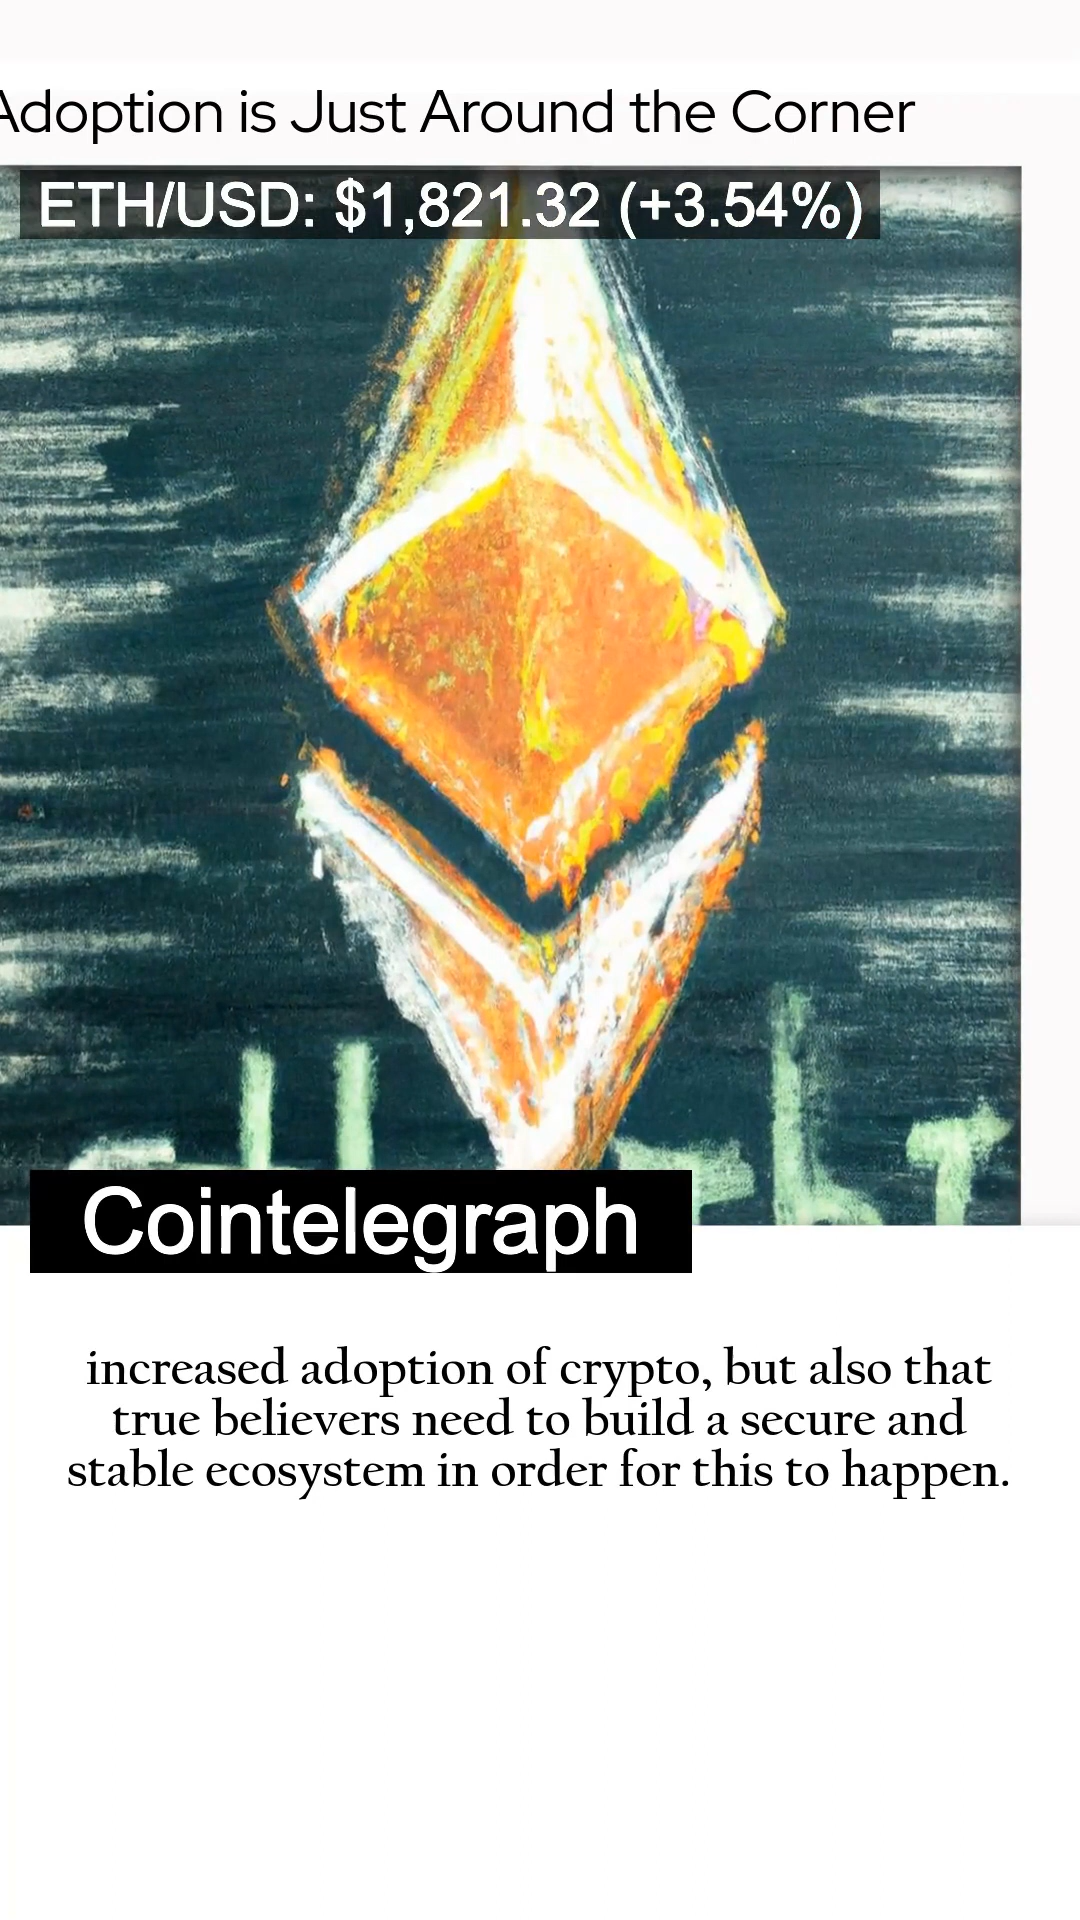 Adoption is Just Around the Corner
ETH/USD: $1,821.32 (+3.54%)
Cointelegraph
increased adoption of crypto, but also that
true believers need to build a secure and
stable ecosystem in order for this to happen.